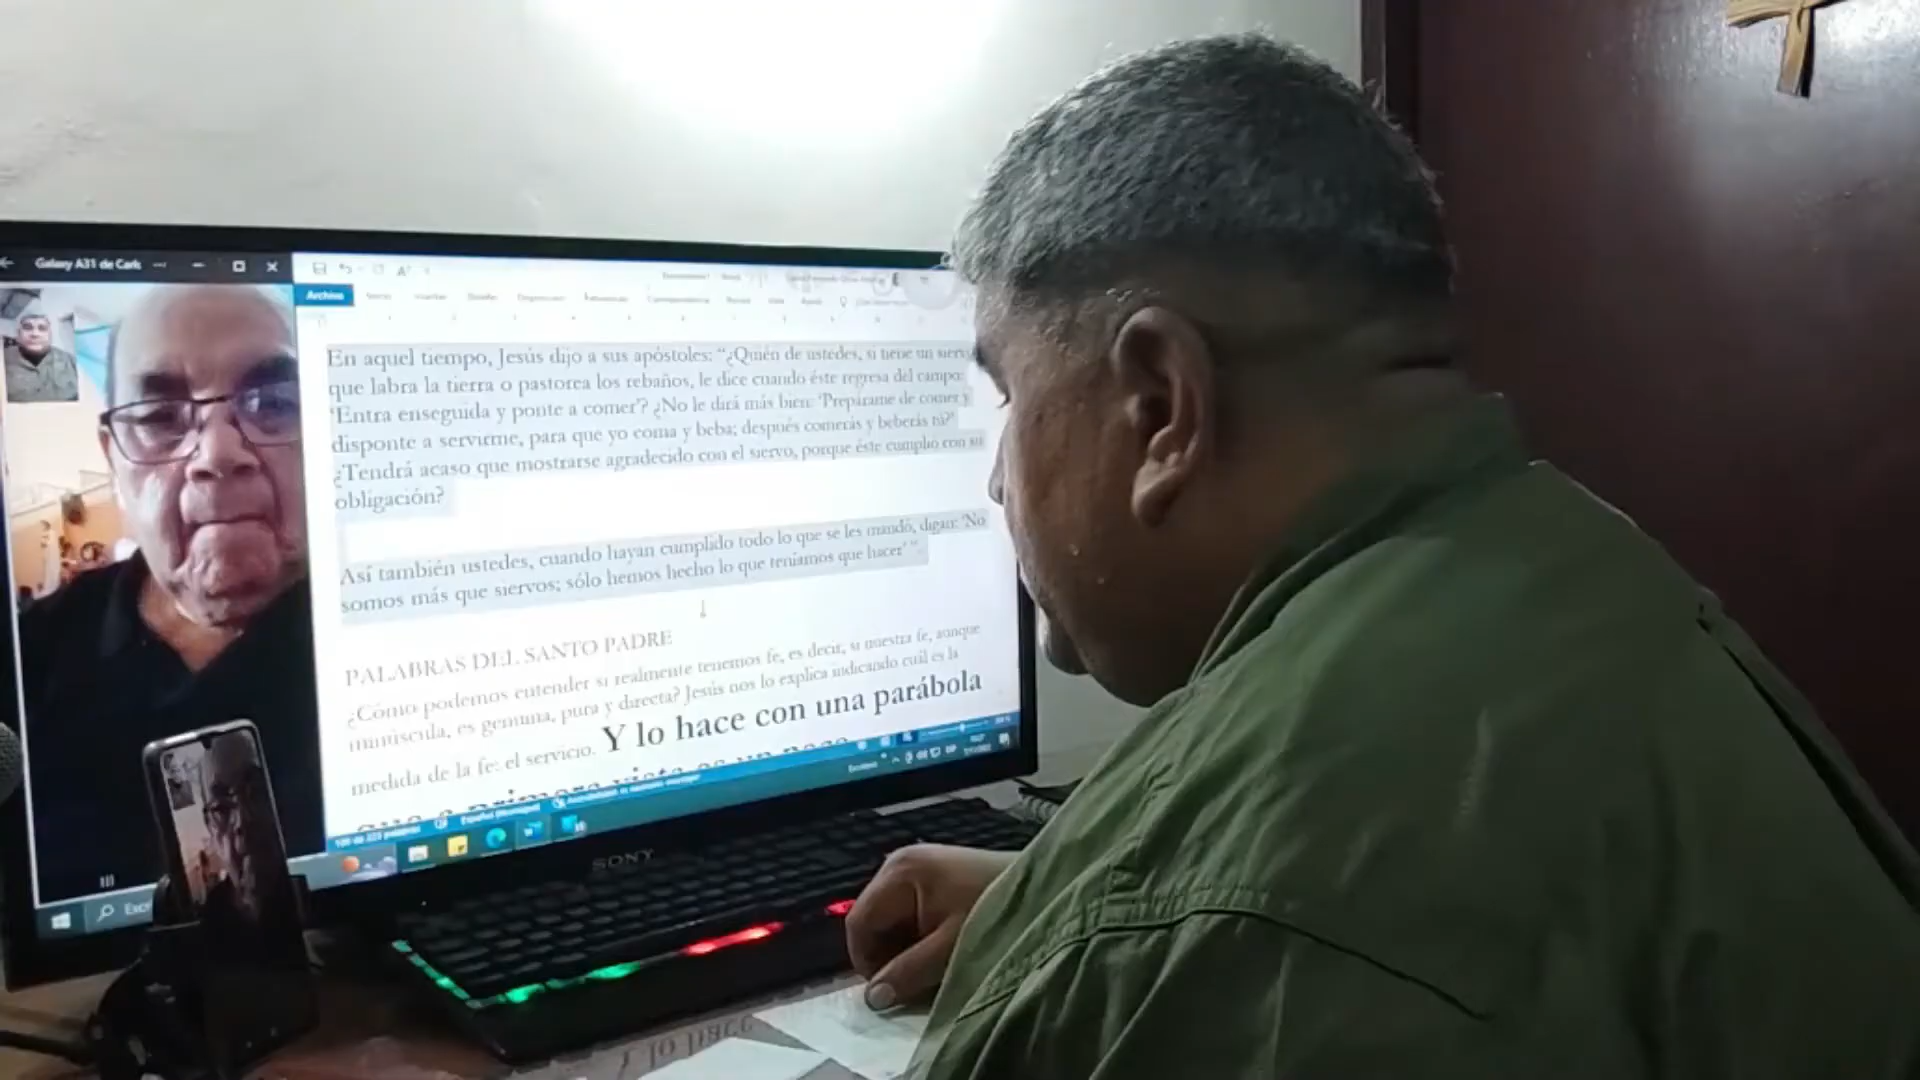 Galaxy A31 de Carls
Archivo
En aquel tiempo, Jesús dijo a sus apóstoles: “¿Quién de ustedes, si tiene un
que labra la tierra o pastorea los rebaños, le dice cuando éste regresa del campo:
‘Entra enseguida y ponte a comer’? ¿No le dirá más bien: ‘Prepárame de comer y
disponte a servirme, para que yo coma y beba; después comerás y beberás tú?’
¿Tendrá acaso que mostrarse agradecido con el siervo, porque éste cumplió con su
obligación?
Así también ustedes, cuando hayan cumplido todo lo que se les mandó, digan: ‘No
somos más que siervos; sólo hemos hecho lo que teníamos que hacer’ ”.
PALABRAS DEL SANTO PADRE
¿Cómo podemos entender si realmente tenemos fe, es decir, si nuestra fe, aunque
minúscula, es genuina, pura y directa? Jesús nos lo explica indicando cuál es la
medida de la fe: el servicio. Y lo hace con una parábola
SONY